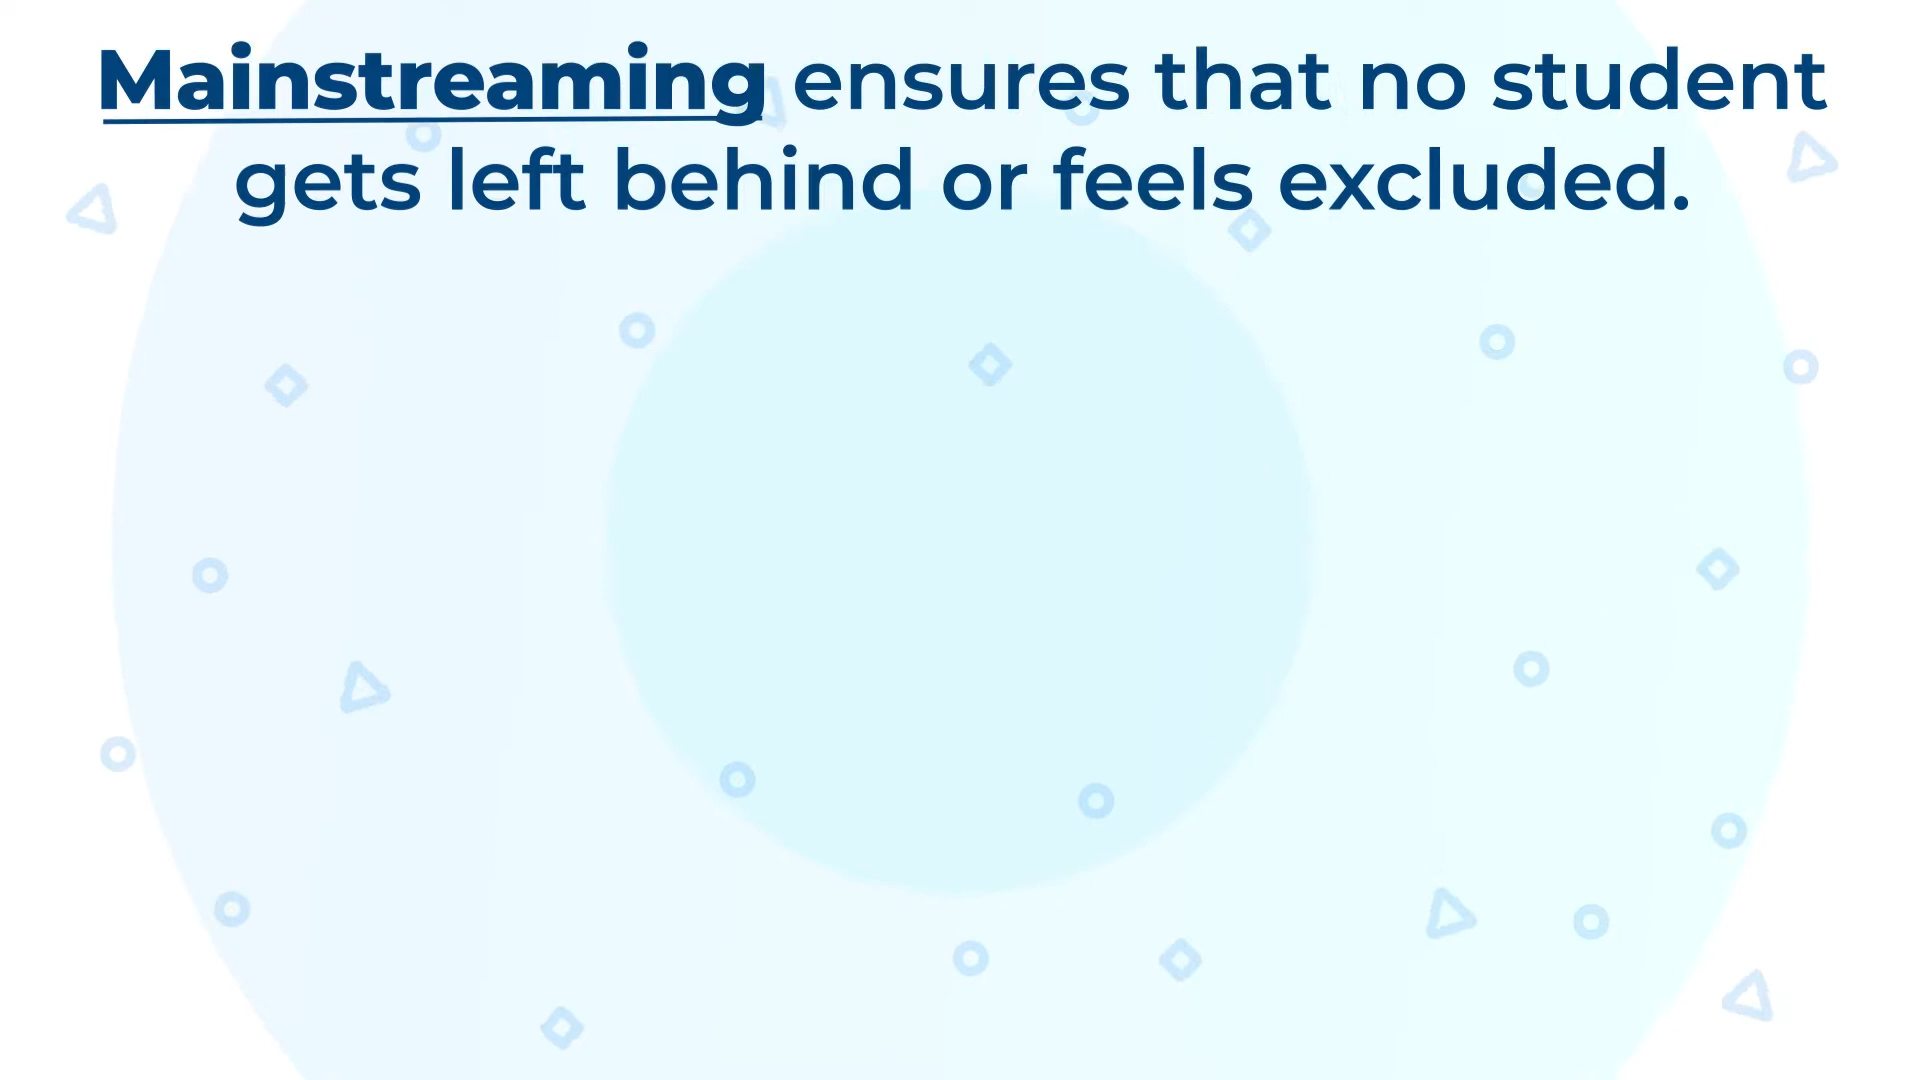 Mainstreaming ensures that no student
gets left behind or feels excluded.